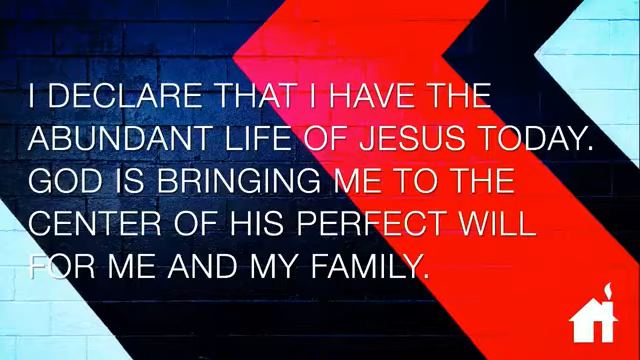 I DECLARE THAT I HAVE THE
ABUNDANT LIFE OF JESUS TODAY.
GOD IS BRINGING ME TO THE
CENTER OF HIS PERFECT WILL
FOR ME AND MY FAMILY.